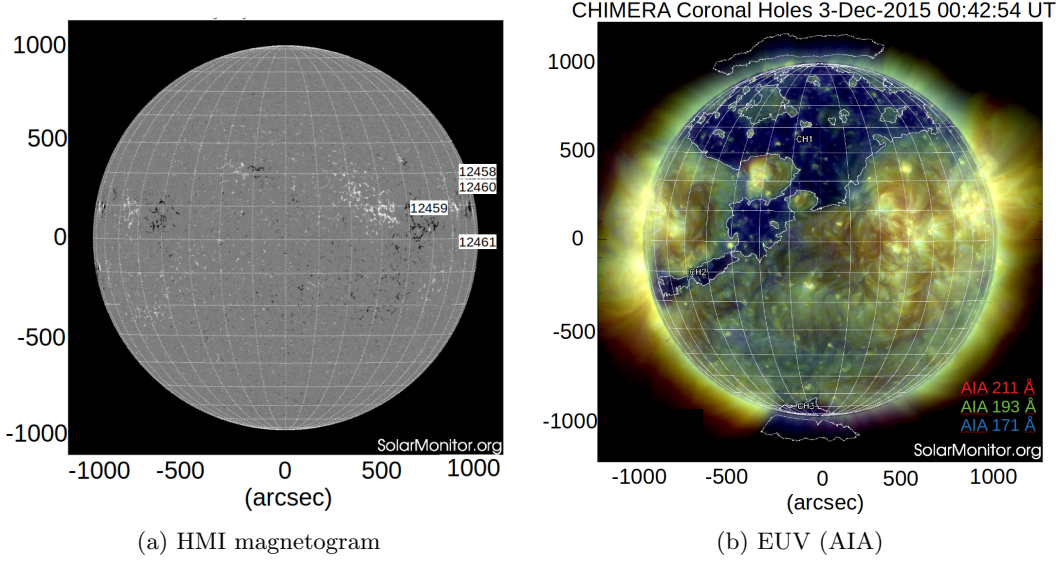 CHIMERA Coronal Holes 3-Dec-2015 00:42:54 UT
1000
500
0
-500
-1000
12458
12460
12459
12461
SolarMonitor.org
-1000 -500 0 500 1000
(arcsec)
(a) HMI magnetogram
1000
500
0
-500
-1000
CH1
CH2
CH3
AIA 211 Å
AIA 193 Å
AIA 171 Å
SolarMonitor.org
-1000 -500 0 500 1000
(arcsec)
(b) EUV (AIA)